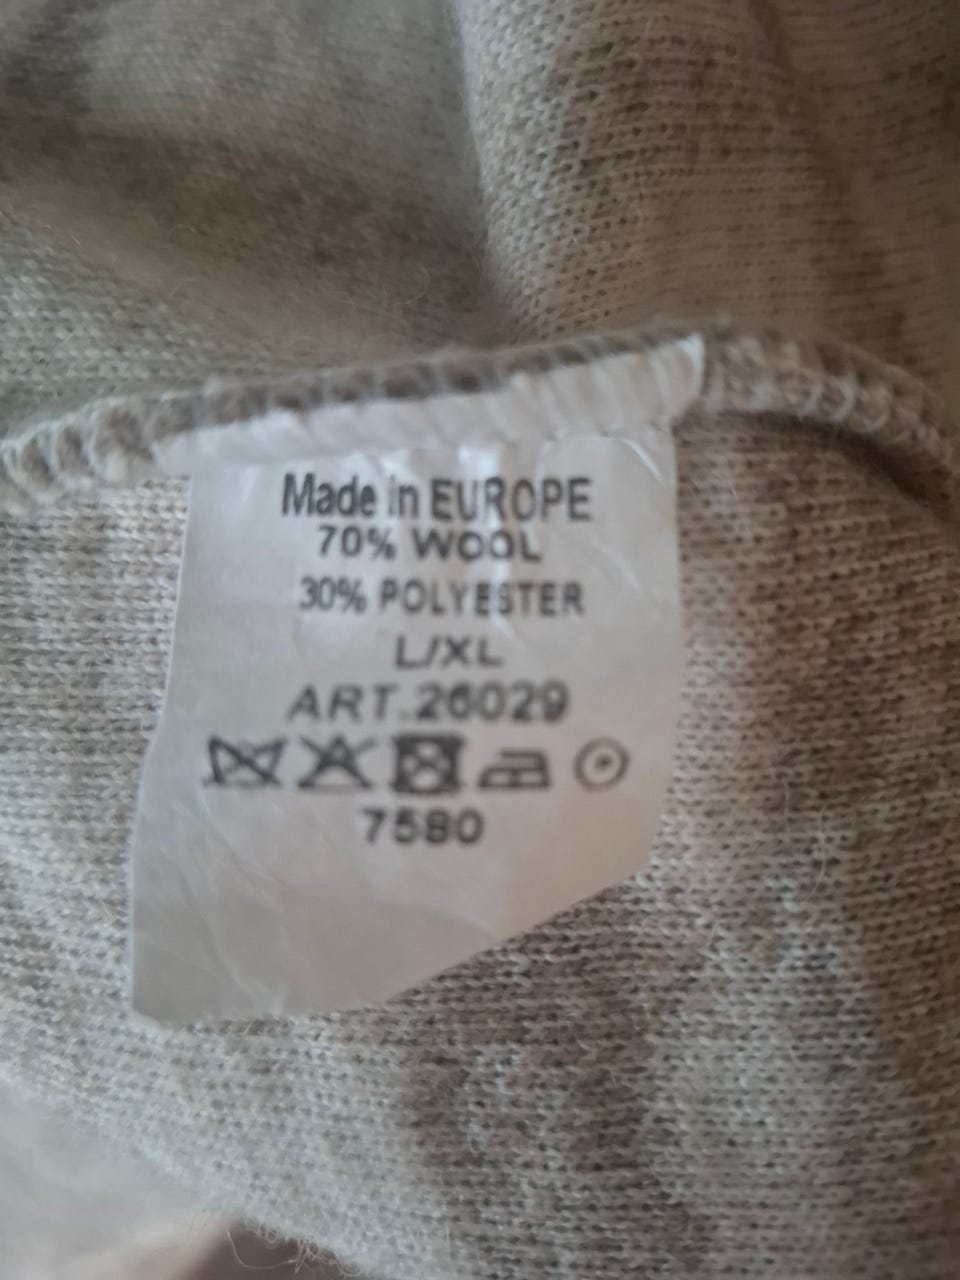 Made in EUROPE
70% WOOL
30% POLYESTER
L/XL
ART.26029
7580